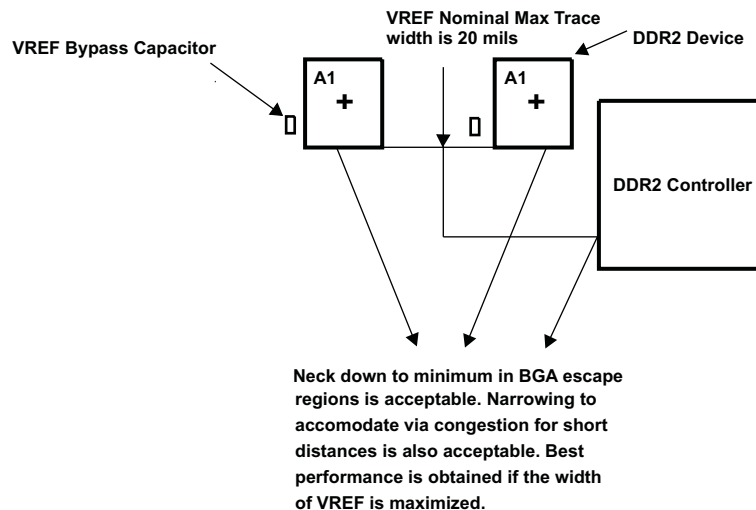 VREF Bypass Capacitor
VREF Nominal Max Trace
width is 20 mils
DDR2 Device
A1
A1
DDR2 Controller
Neck down to minimum in BGA escape
regions is acceptable. Narrowing to
accomodate via congestion for short
distances is also acceptable. Best
performance is obtained if the width
of VREF is maximized.